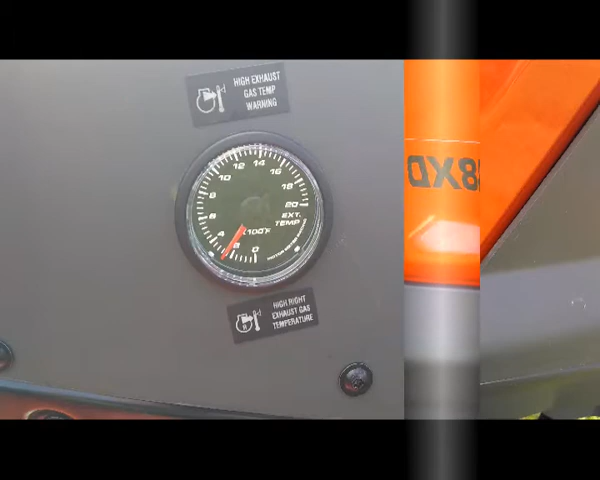 HIGH EXHAUST
GAS TEMP
WARNING
0
2
4
6
8
10
12
14
16
18
20
EXT.
TEMP
X100°F
HIGH RIGHT
EXHAUST GAS
TEMPERATURE
R